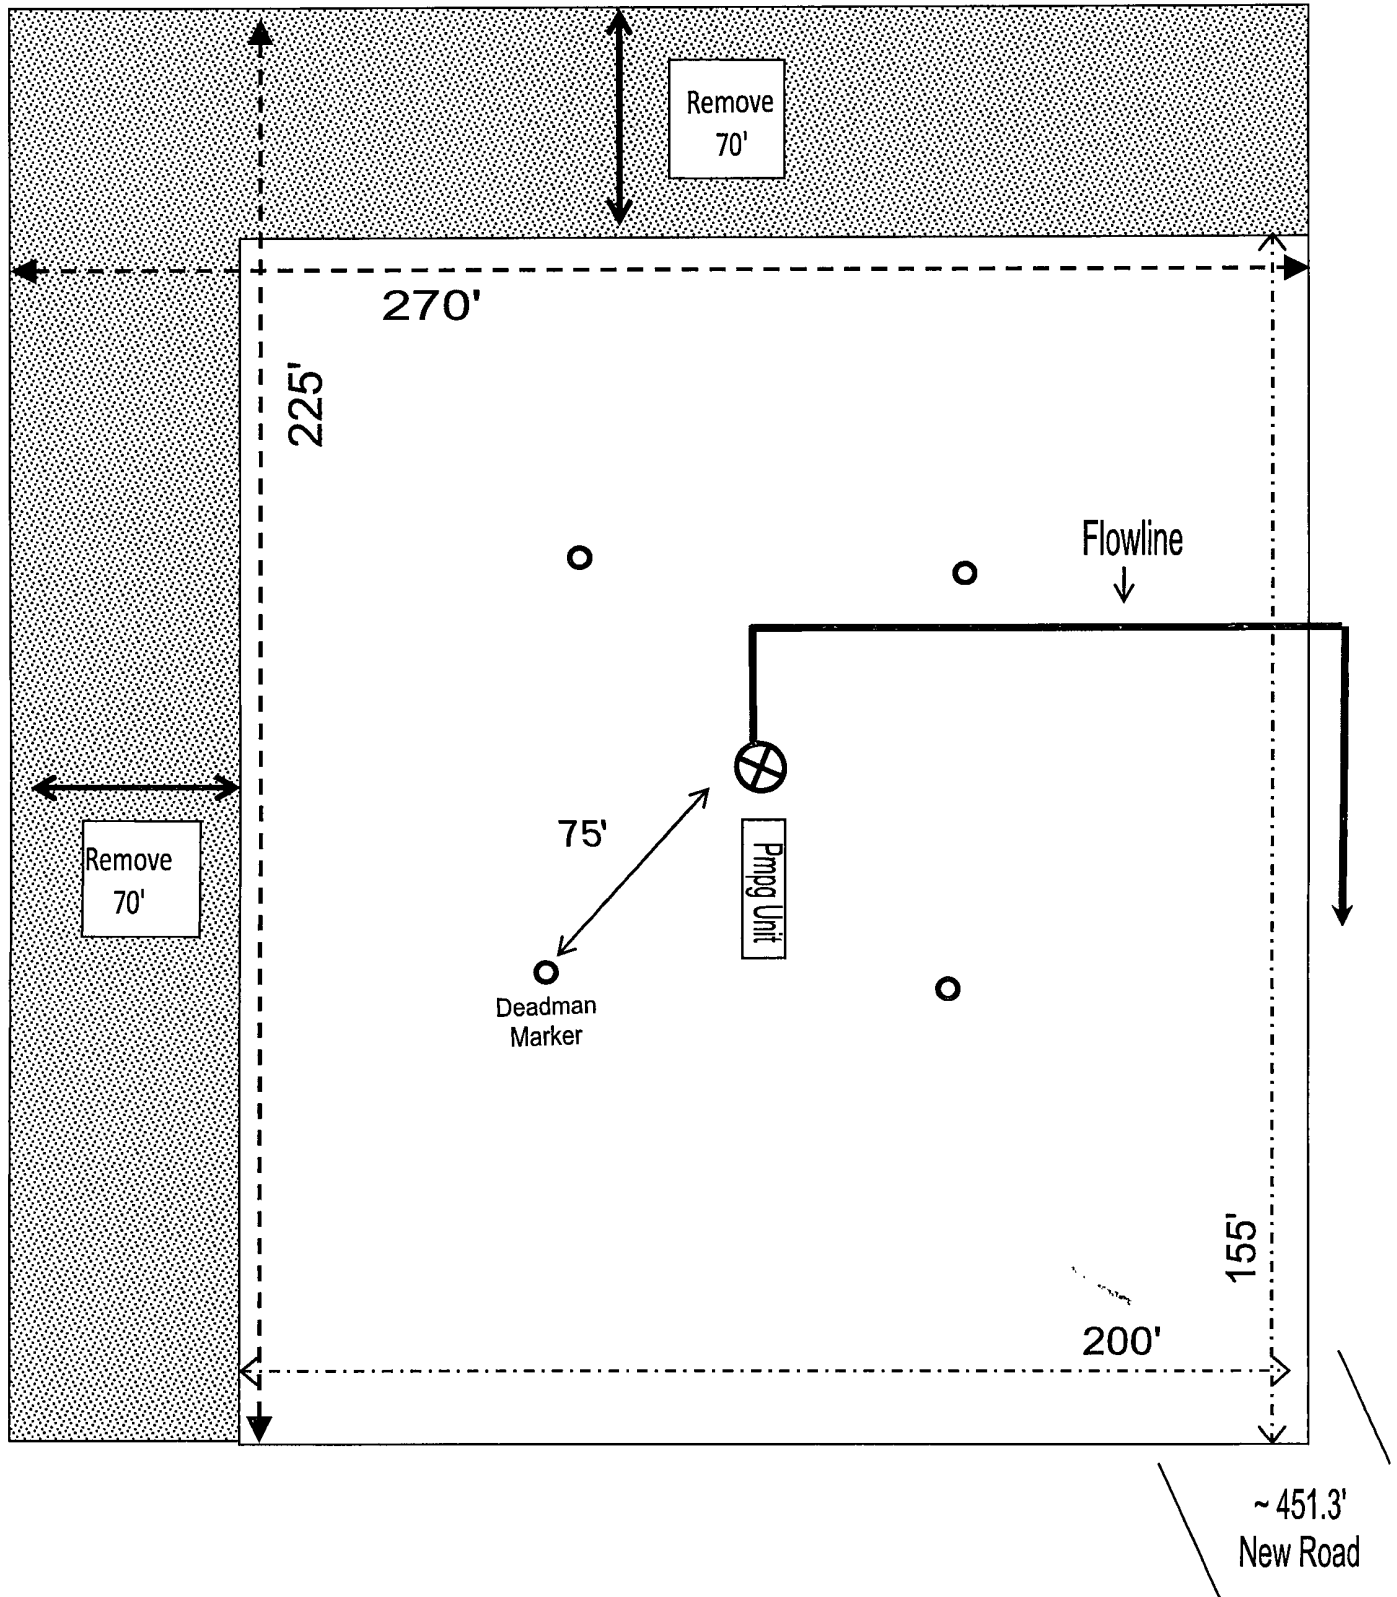 Remove
70'
270'
225'
Flowline
75'
Pmpg Unit
Remove
70'
Deadman
Marker
155'
200'
~ 451.3'
New Road